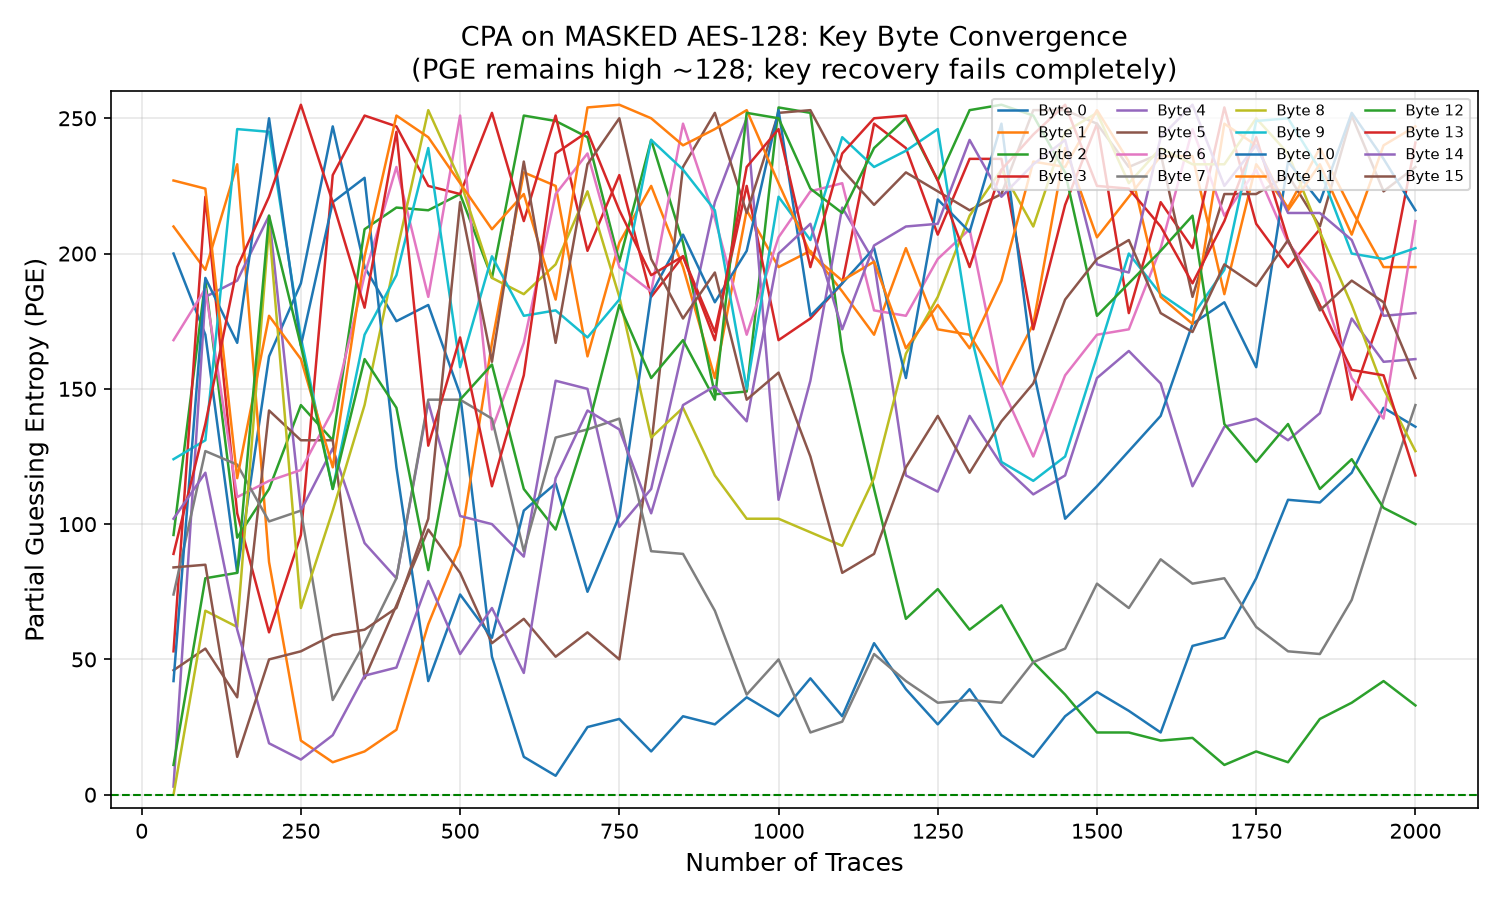 CPA on MASKED AES-128: Key Byte Convergence
(PGE remains high ~128; key recovery fails completely)
Partial Guessing Entropy (PGE)
250
200
150
100
50
0
Byte 0 Byte 4 Byte 8 Byte 12
Byte 1 Byte 5 Byte 9 Byte 13
Byte 2 Byte 6 Byte 10 Byte 14
Byte 3 Byte 7 Byte 11 Byte 15
0 250 500 750 1000 1250 1500 1750 2000
Number of Traces